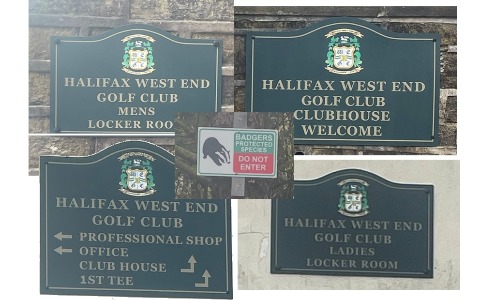 HALIFAX WEST END
GOLF CLUB
MENS
LOCKER ROOM
HALIFAX WEST END
GOLF CLUB
CLUBHOUSE
WELCOME
BADGERS
PROTECTED
SPECIES
DO NOT
ENTER
HALIFAX WEST END
GOLF CLUB
PROFESSIONAL SHOP
OFFICE
CLUB HOUSE
1ST TEE
HALIFAX WEST END
GOLF CLUB
LADIES
LOCKER ROOM